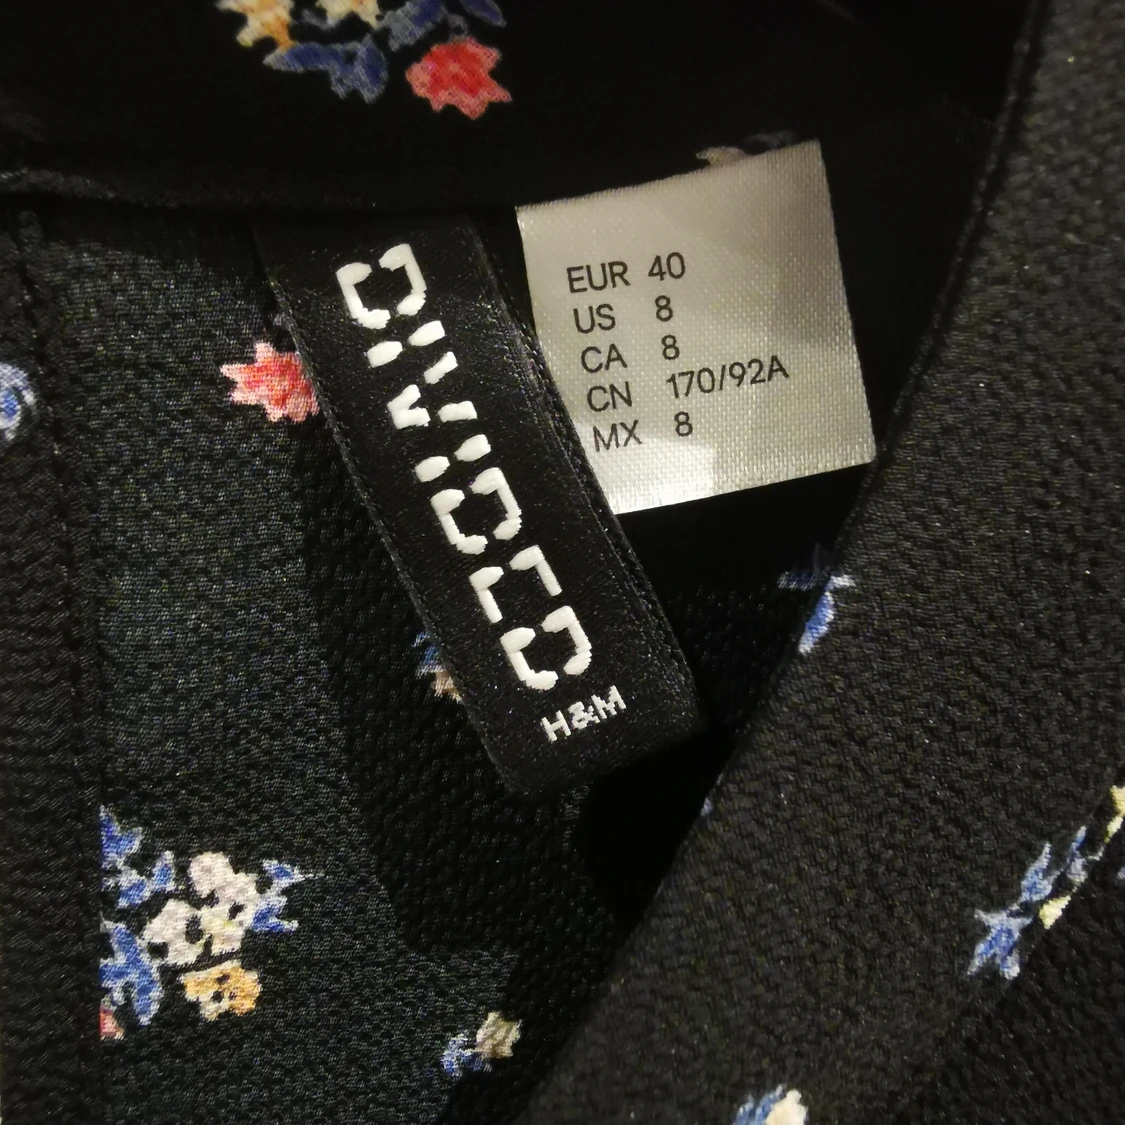 DIVIDED
H&M
EUR 40
US 8
CA 8
CN 170/92A
MX 8